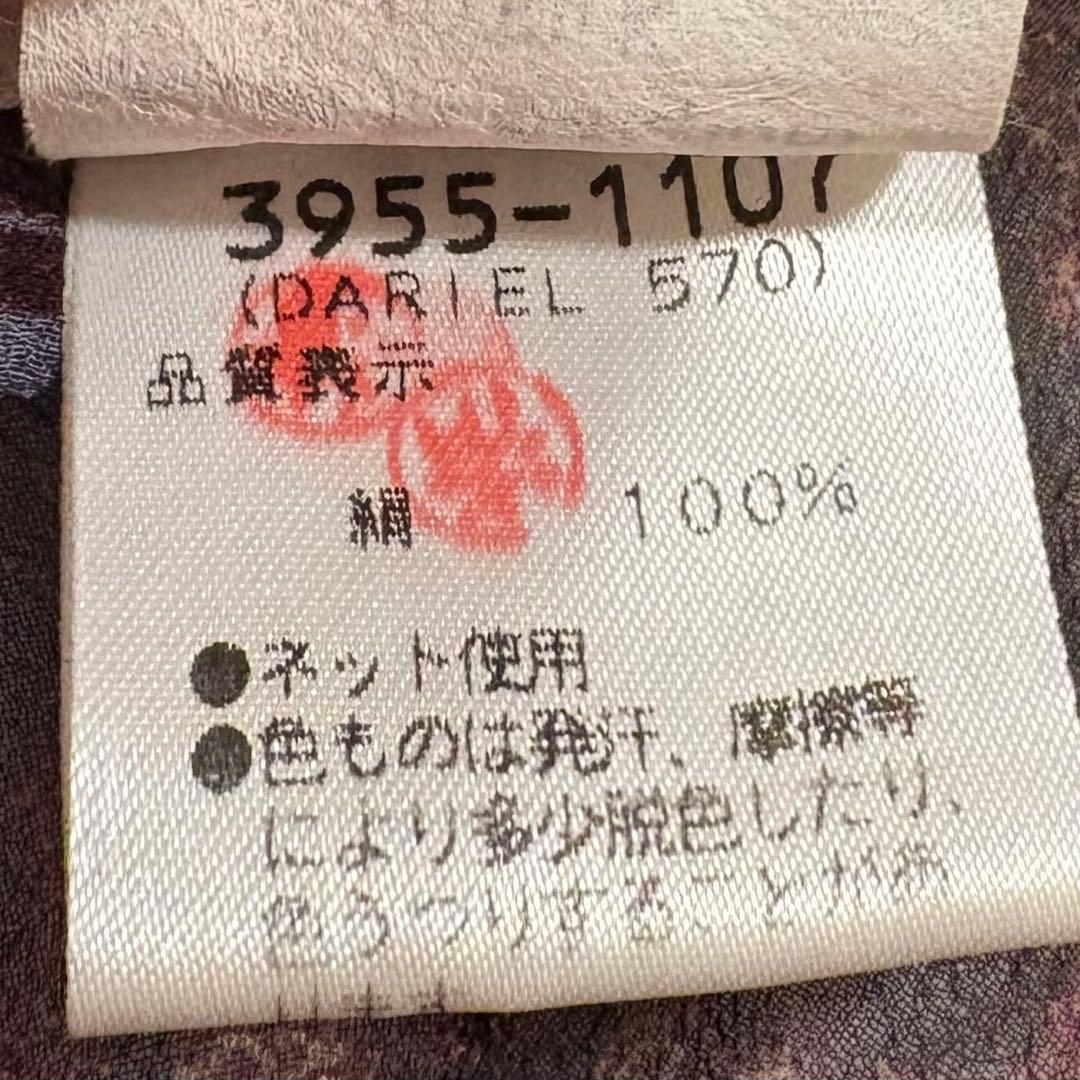 3955-1107
(DARIEL 570)
品質表示
絹 100%
●ネット使用
●色ものは発汗、摩擦等
により多少脱色したり、
色うつりすることがあ